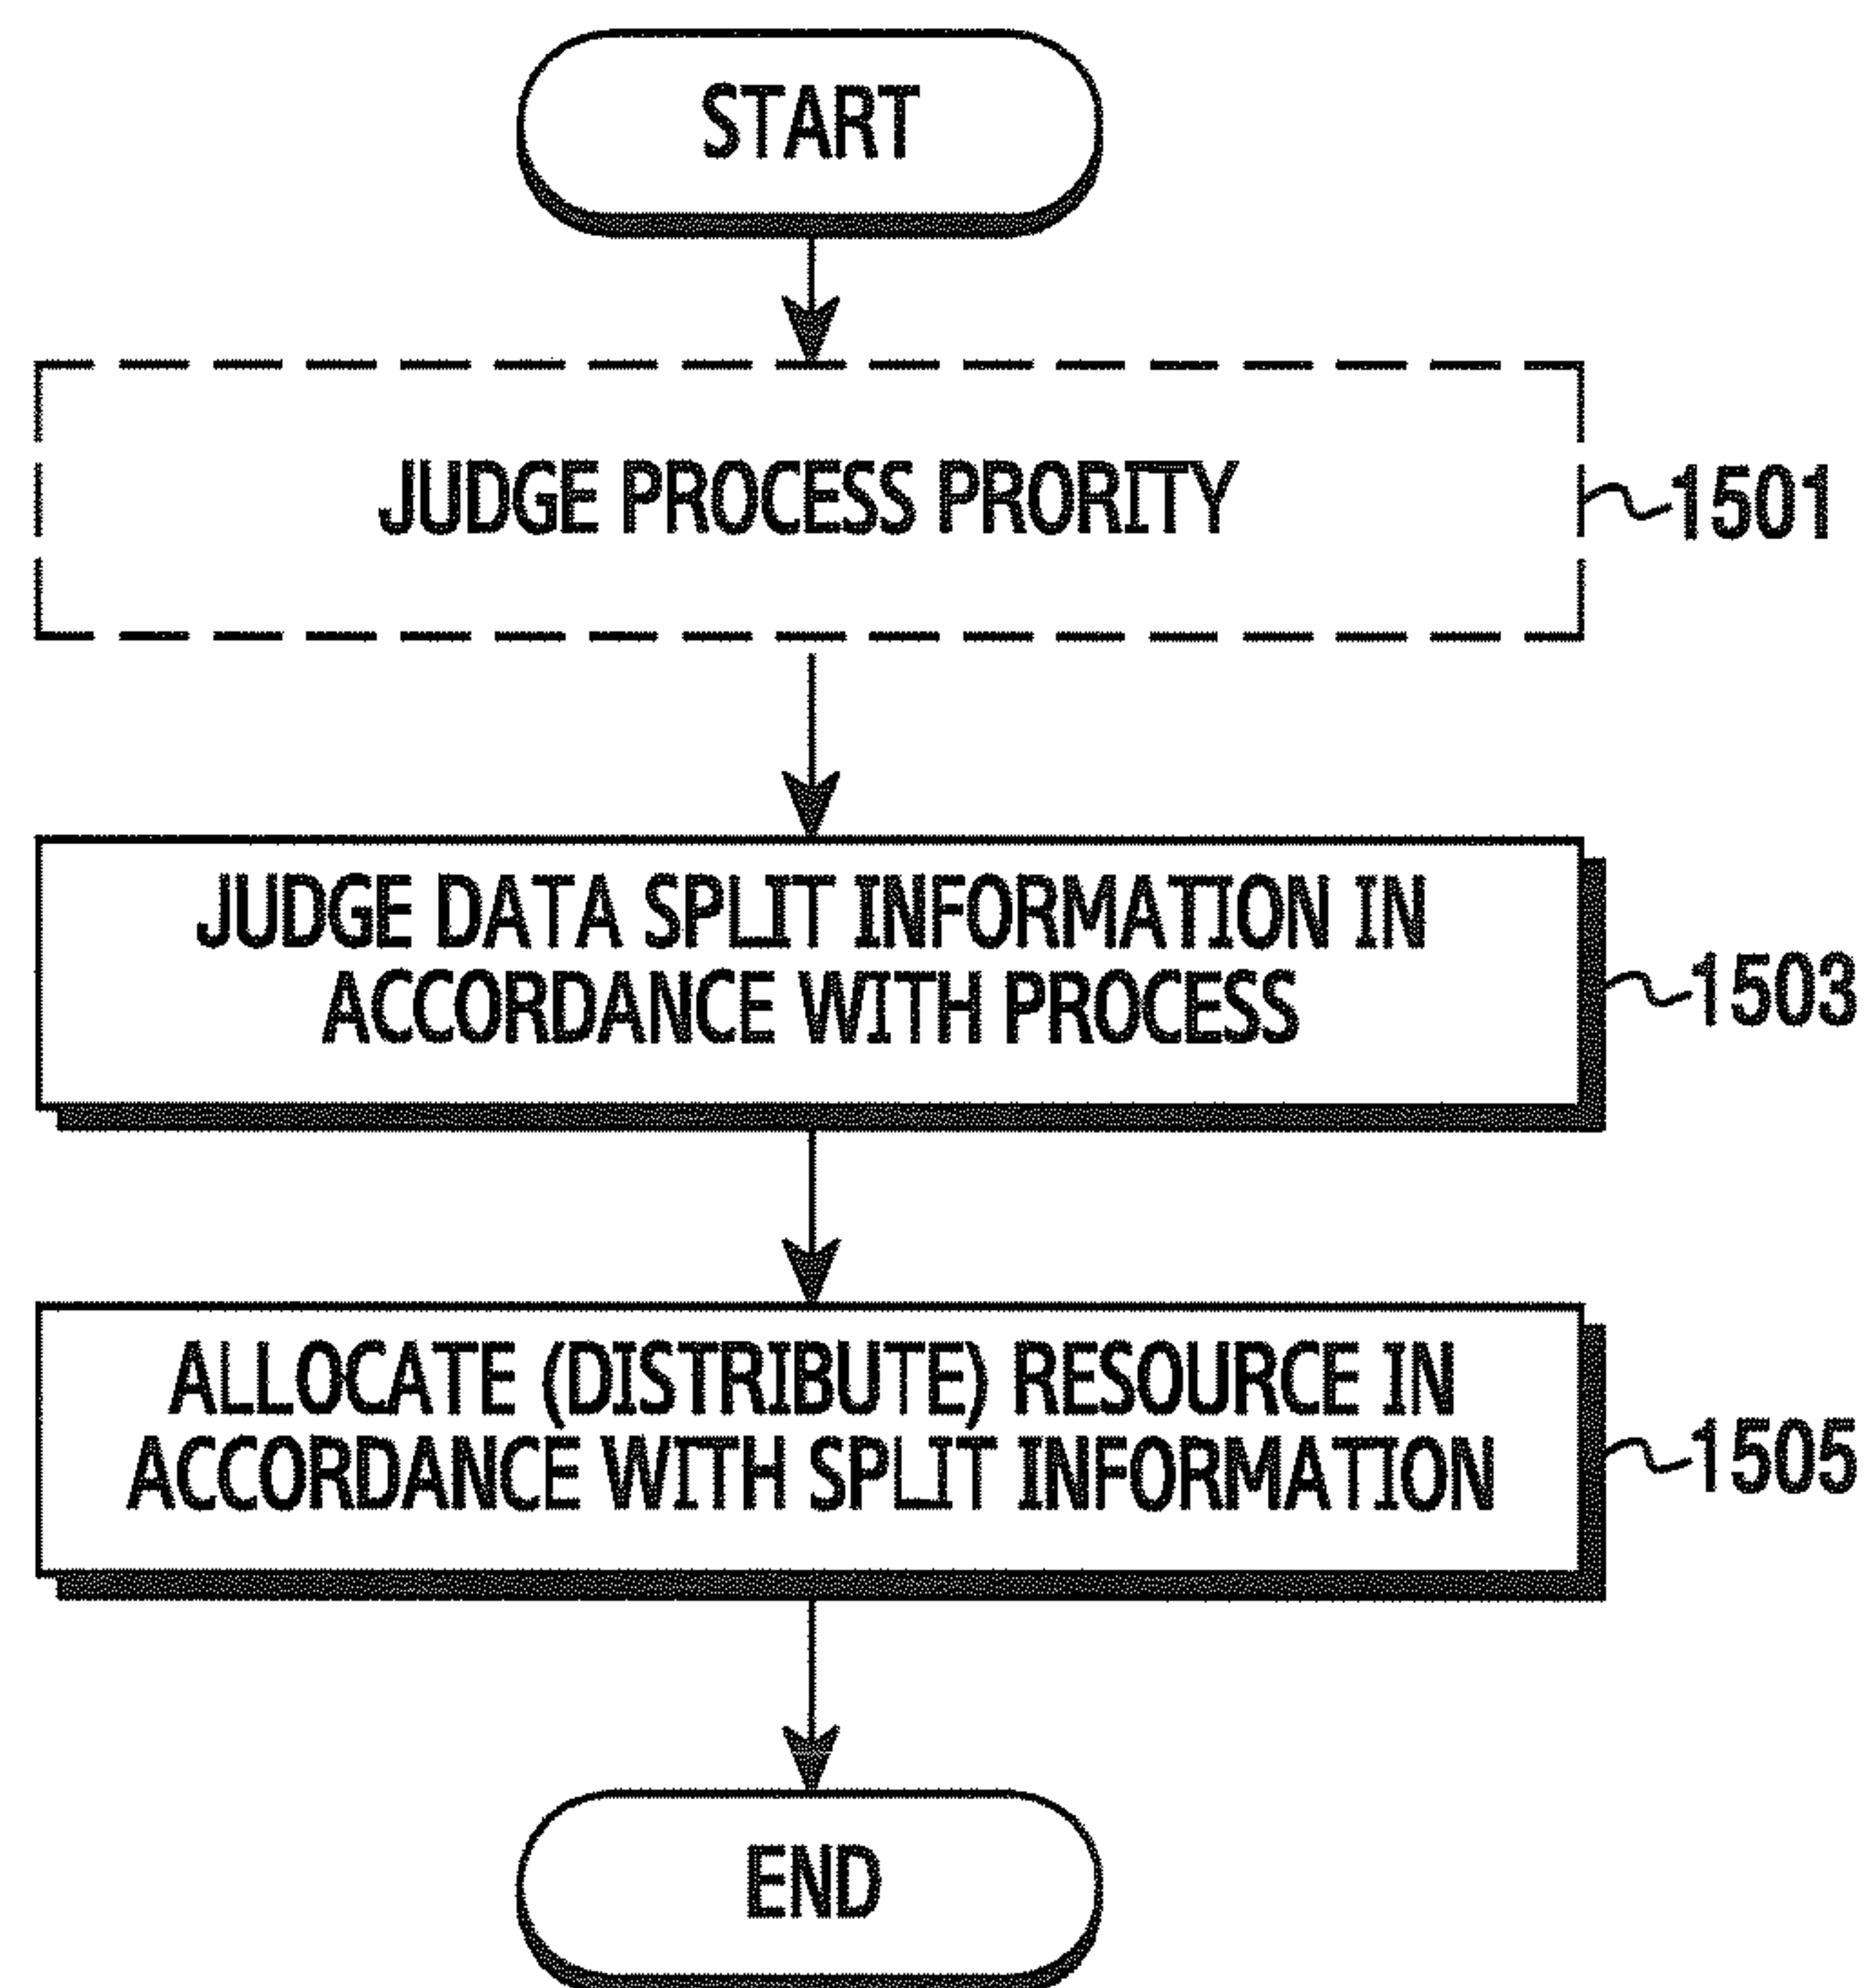 START
JUDGE PROCESS PRORITY
1501
JUDGE DATA SPLIT INFORMATION IN
ACCORDANCE WITH PROCESS
1503
ALLOCATE (DISTRIBUTE) RESOURCE IN
ACCORDANCE WITH SPLIT INFORMATION
1505
END